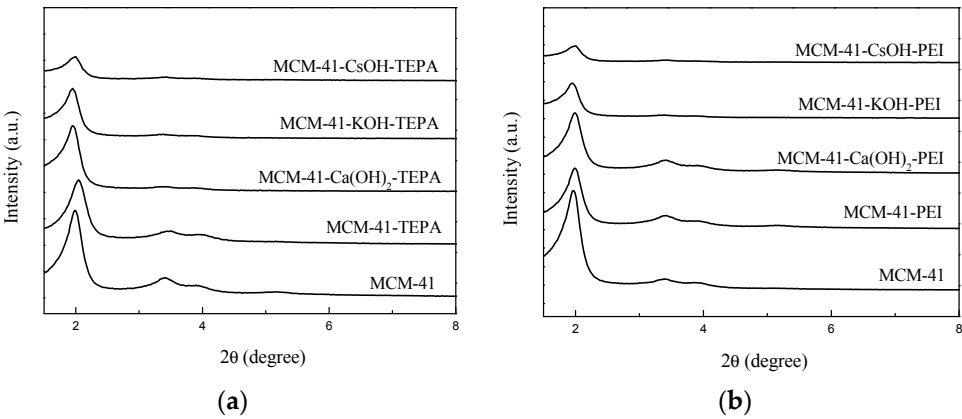 MCM-41-CsOH-TEPA
MCM-41-KOH-TEPA
MCM-41-Ca(OH)₂-TEPA
MCM-41-TEPA
MCM-41
Intensity (a.u.)
2 4 6 8
2θ (degree)
(a)
MCM-41-CsOH-PEI
MCM-41-KOH-PEI
MCM-41-Ca(OH)₂-PEI
MCM-41-PEI
MCM-41
Intensity (a.u.)
2 4 6 8
2θ (degree)
(b)